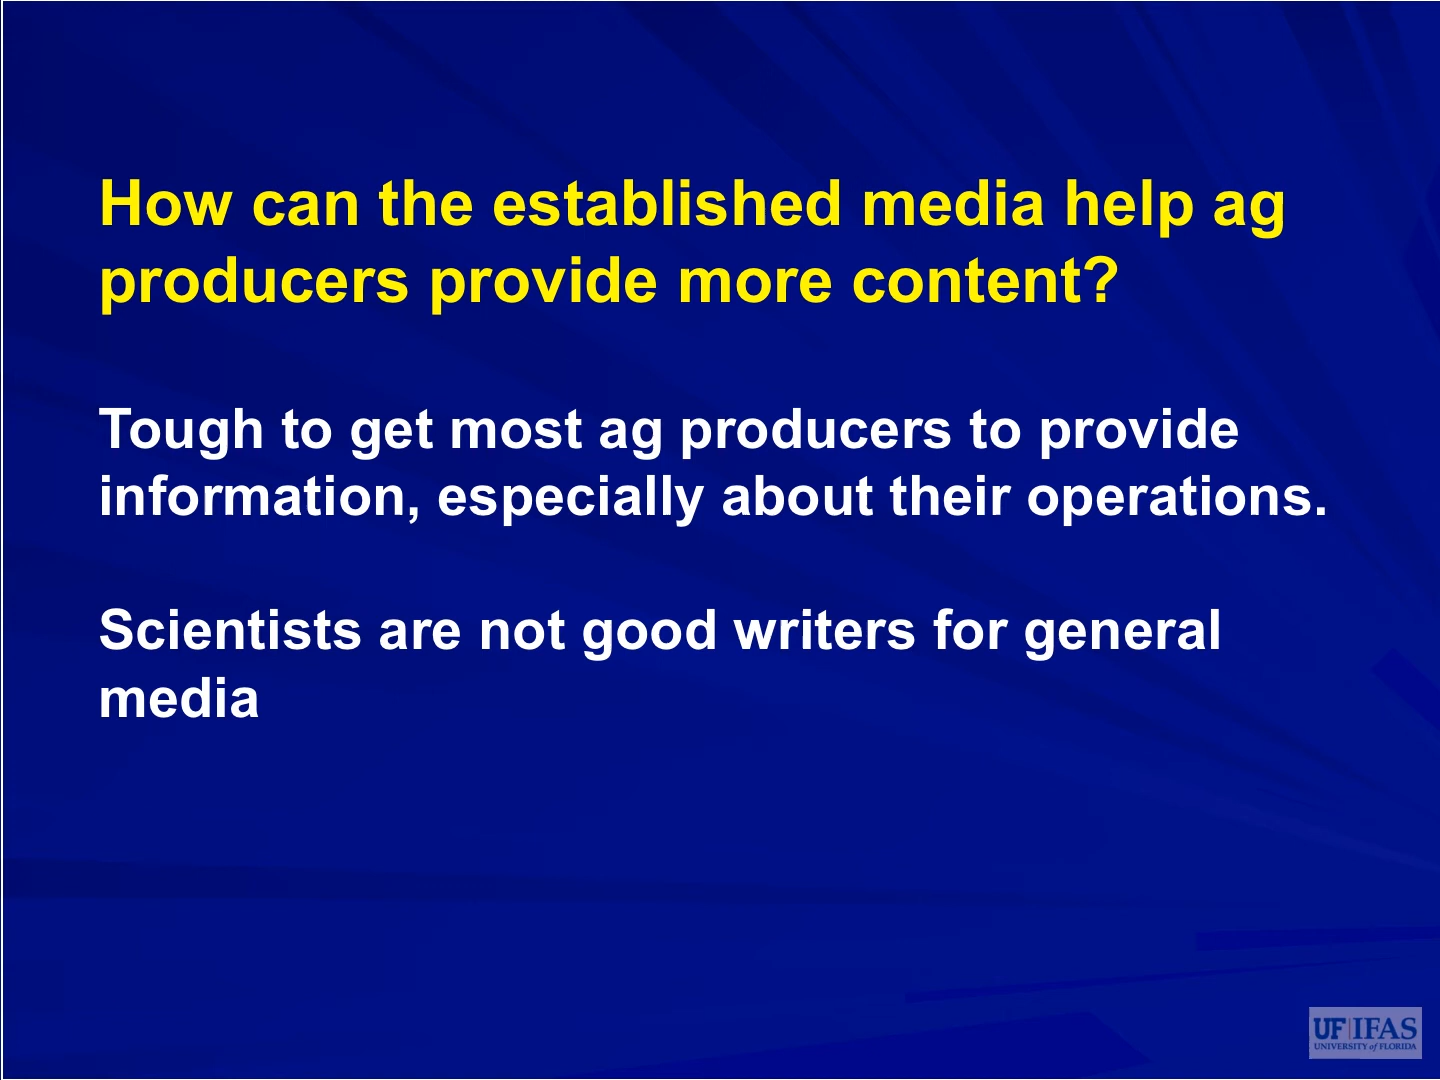 How can the established media help ag
producers provide more content?
Tough to get most ag producers to provide
information, especially about their operations.
Scientists are not good writers for general
media
UF|IFAS
UNIVERSITY of FLORIDA